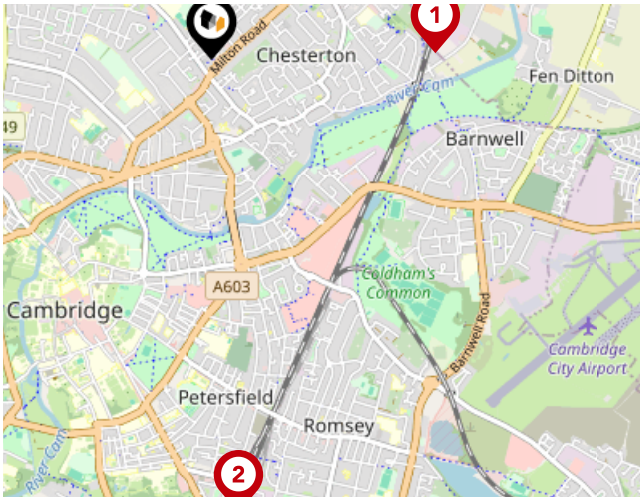 1
Milton Road
Chesterton
Fen Ditton
River Cam
49
Barnwell
A603
Coldham's
Common
Cambridge
Barnwell Road
Cambridge
City Airport
Petersfield
Romsey
River Cam
2